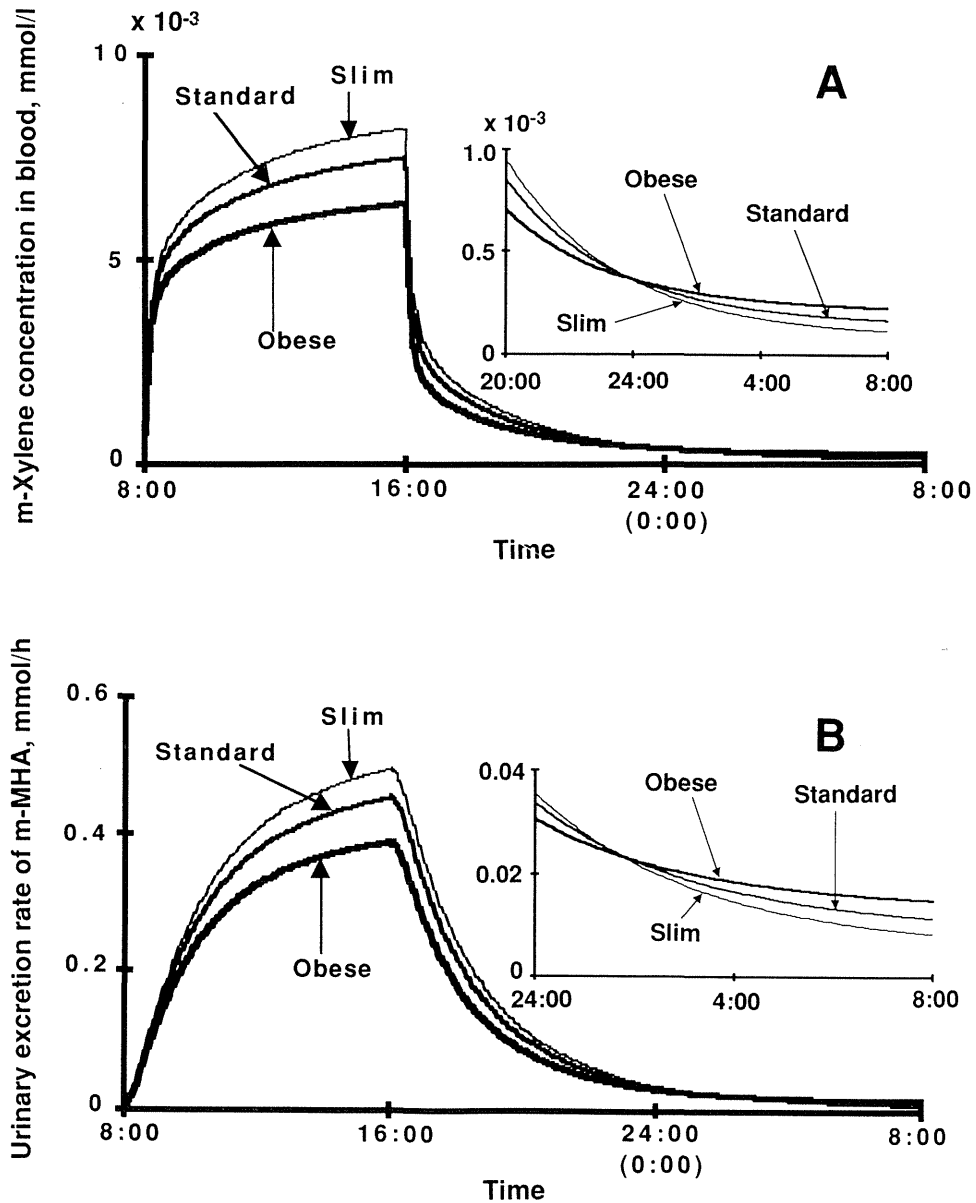 x 10-3
m-Xylene concentration in blood, mmol/l
10
5
0
Slim
Standard
Obese
A
x 10-3
1.0
0.5
0
Obese
Standard
Slim
20:00 24:00 4:00 8:00
8:00 16:00 24:00 8:00
(0:00)
Time
Urinary excretion rate of m-MHA, mmol/h
0.6
0.4
0.2
0
Slim
Standard
Obese
B
0.04
0.02
0
Obese
Standard
Slim
24:00 4:00 8:00
8:00 16:00 24:00 8:00
(0:00)
Time